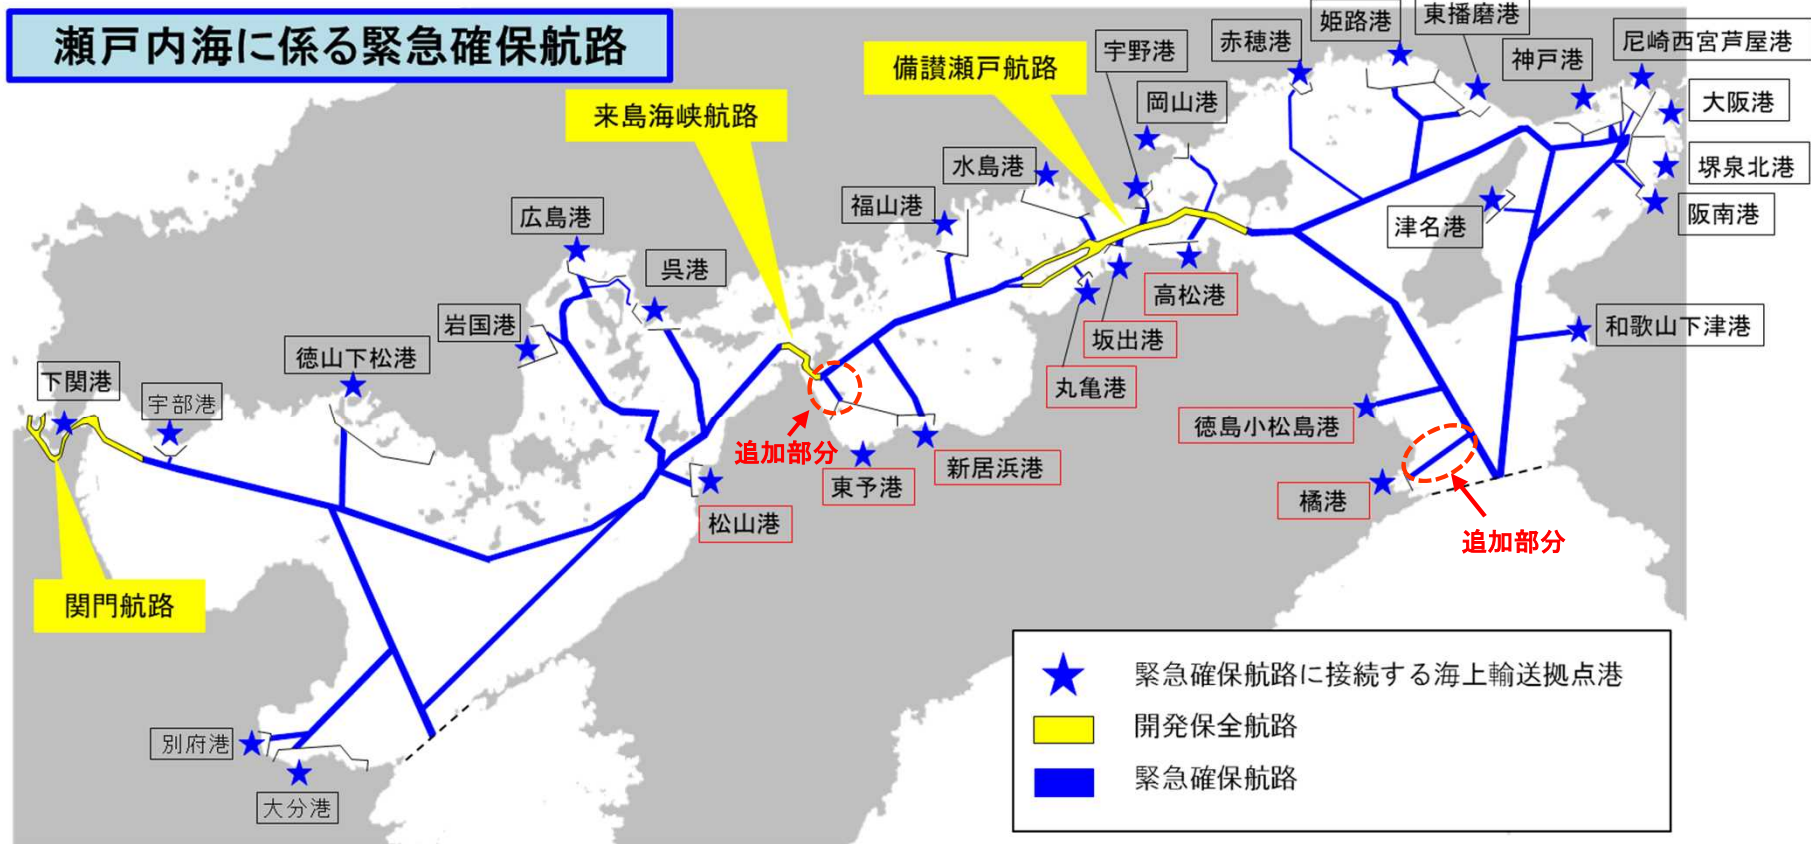 瀬戸内海に係る緊急確保航路
備讃瀬戸航路
来島海峡航路
関門航路
宇野港
岡山港
赤穂港
姫路港
東播磨港
神戸港
尼崎西宮芦屋港
大阪港
堺泉北港
阪南港
津名港
水島港
福山港
広島港
呉港
岩国港
徳山下松港
下関港
宇部港
高松港
坂出港
丸亀港
和歌山下津港
徳島小松島港
橘港
追加部分
追加部分
新居浜港
東予港
松山港
別府港
大分港
緊急確保航路に接続する海上輸送拠点港
開発保全航路
緊急確保航路